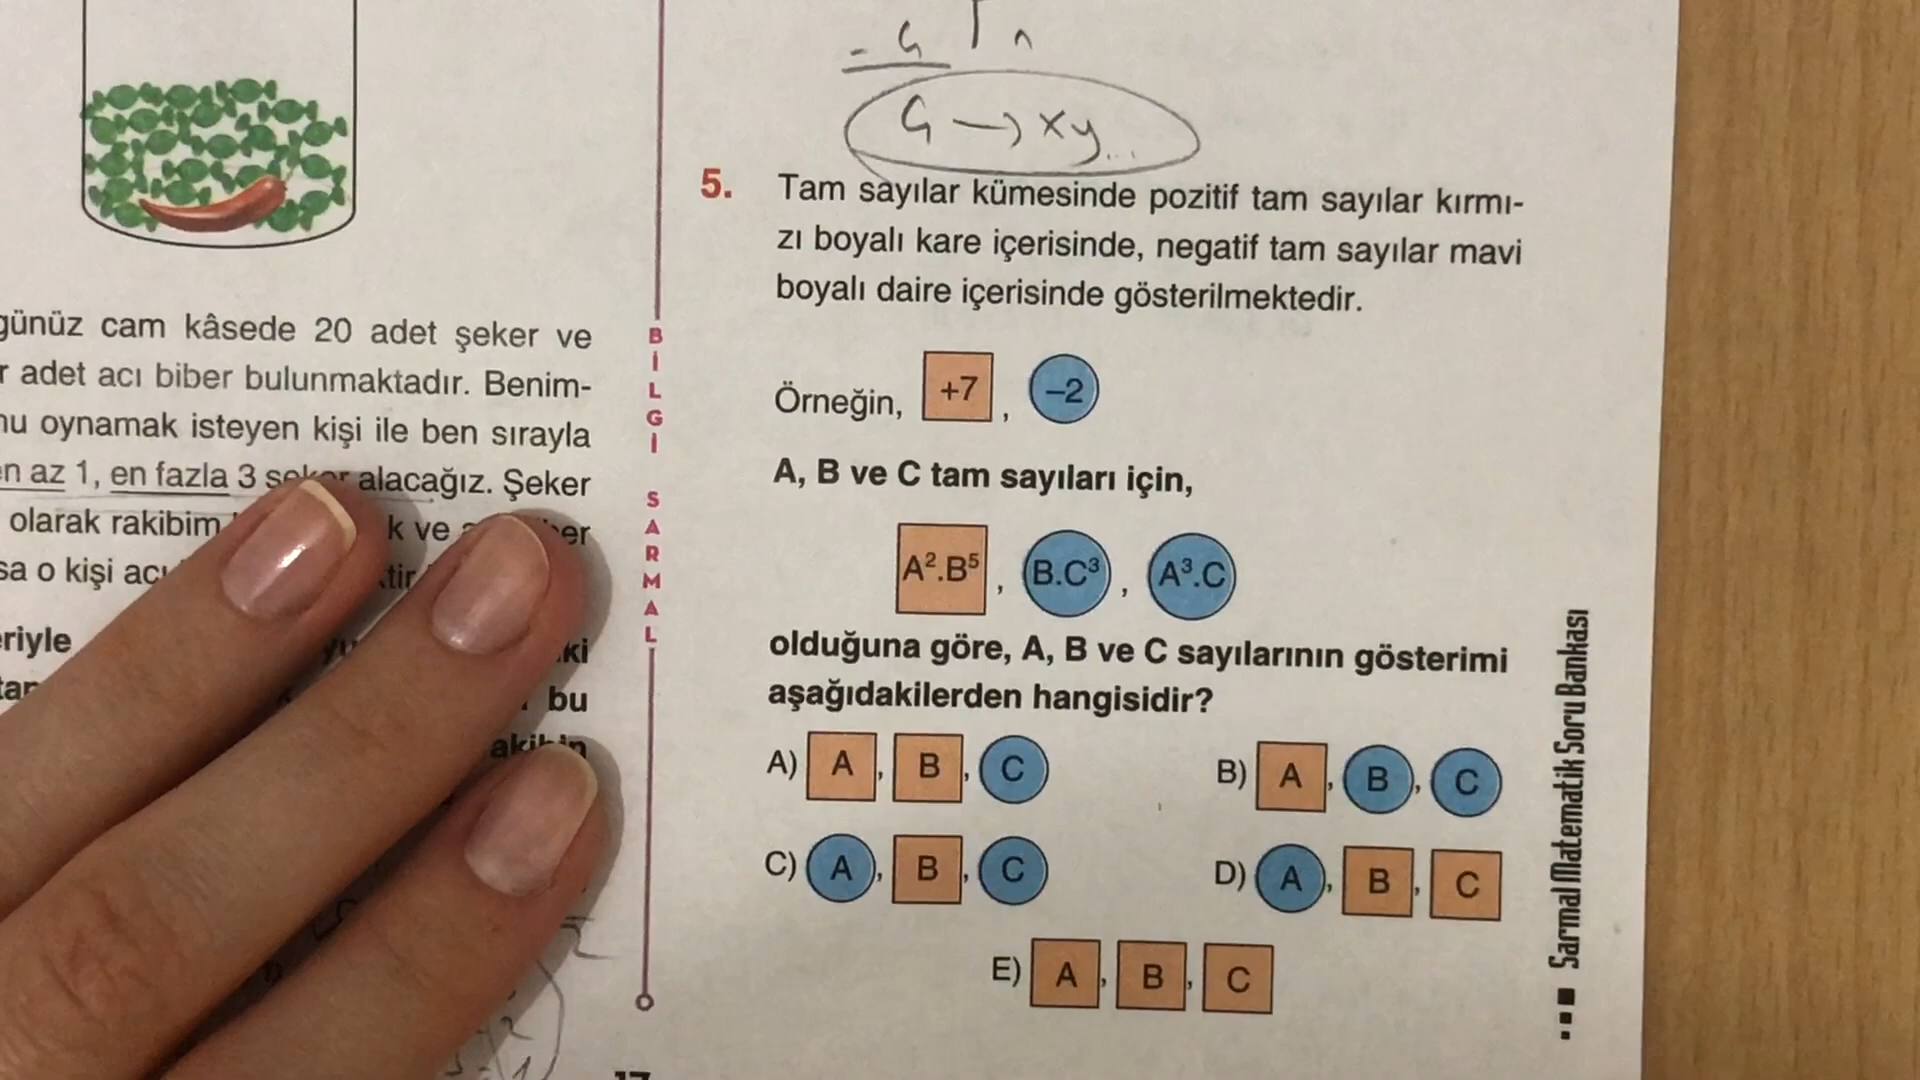 günüz cam kâsede 20 adet şeker ve
r adet acı biber bulunmaktadır. Benim-
nu oynamak isteyen kişi ile ben sırayla
en az 1, en fazla 3 şeker alacağız. Şeker
olarak rakibim k ve
sa o kişi
eriyle
bu
BİLGİ SARMAL
G → xy...
5. Tam sayılar kümesinde pozitif tam sayılar kırmı-
zı boyalı kare içerisinde, negatif tam sayılar mavi
boyalı daire içerisinde gösterilmektedir.
Örneğin, +7 , –2
A, B ve C tam sayıları için,
A².B⁵ , B.C³ , A³.C
olduğuna göre, A, B ve C sayılarının gösterimi
aşağıdakilerden hangisidir?
A) A , B , C B) A , B , C
C) A , B , C D) A , B , C
E) A , B , C
Sarmal Matematik Soru Bankası